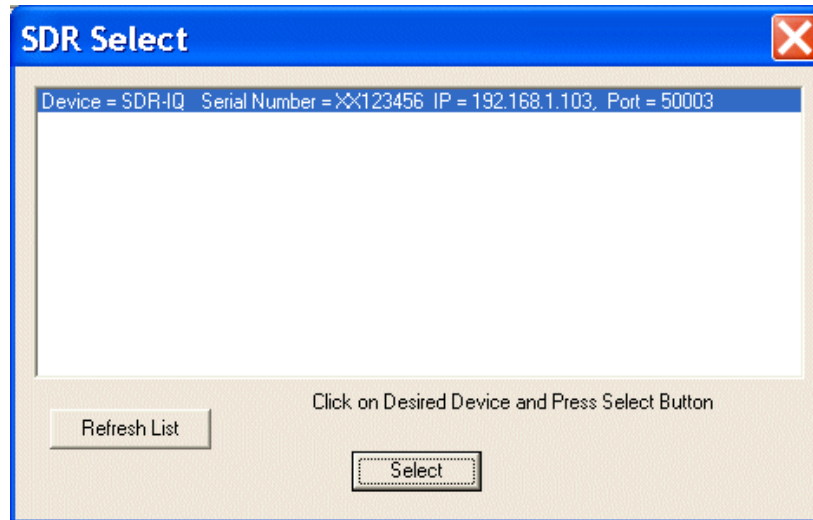 SDR Select
Device = SDR-IQ Serial Number = XX123456 IP = 192.168.1.103, Port = 50003
Click on Desired Device and Press Select Button
Refresh List
Select